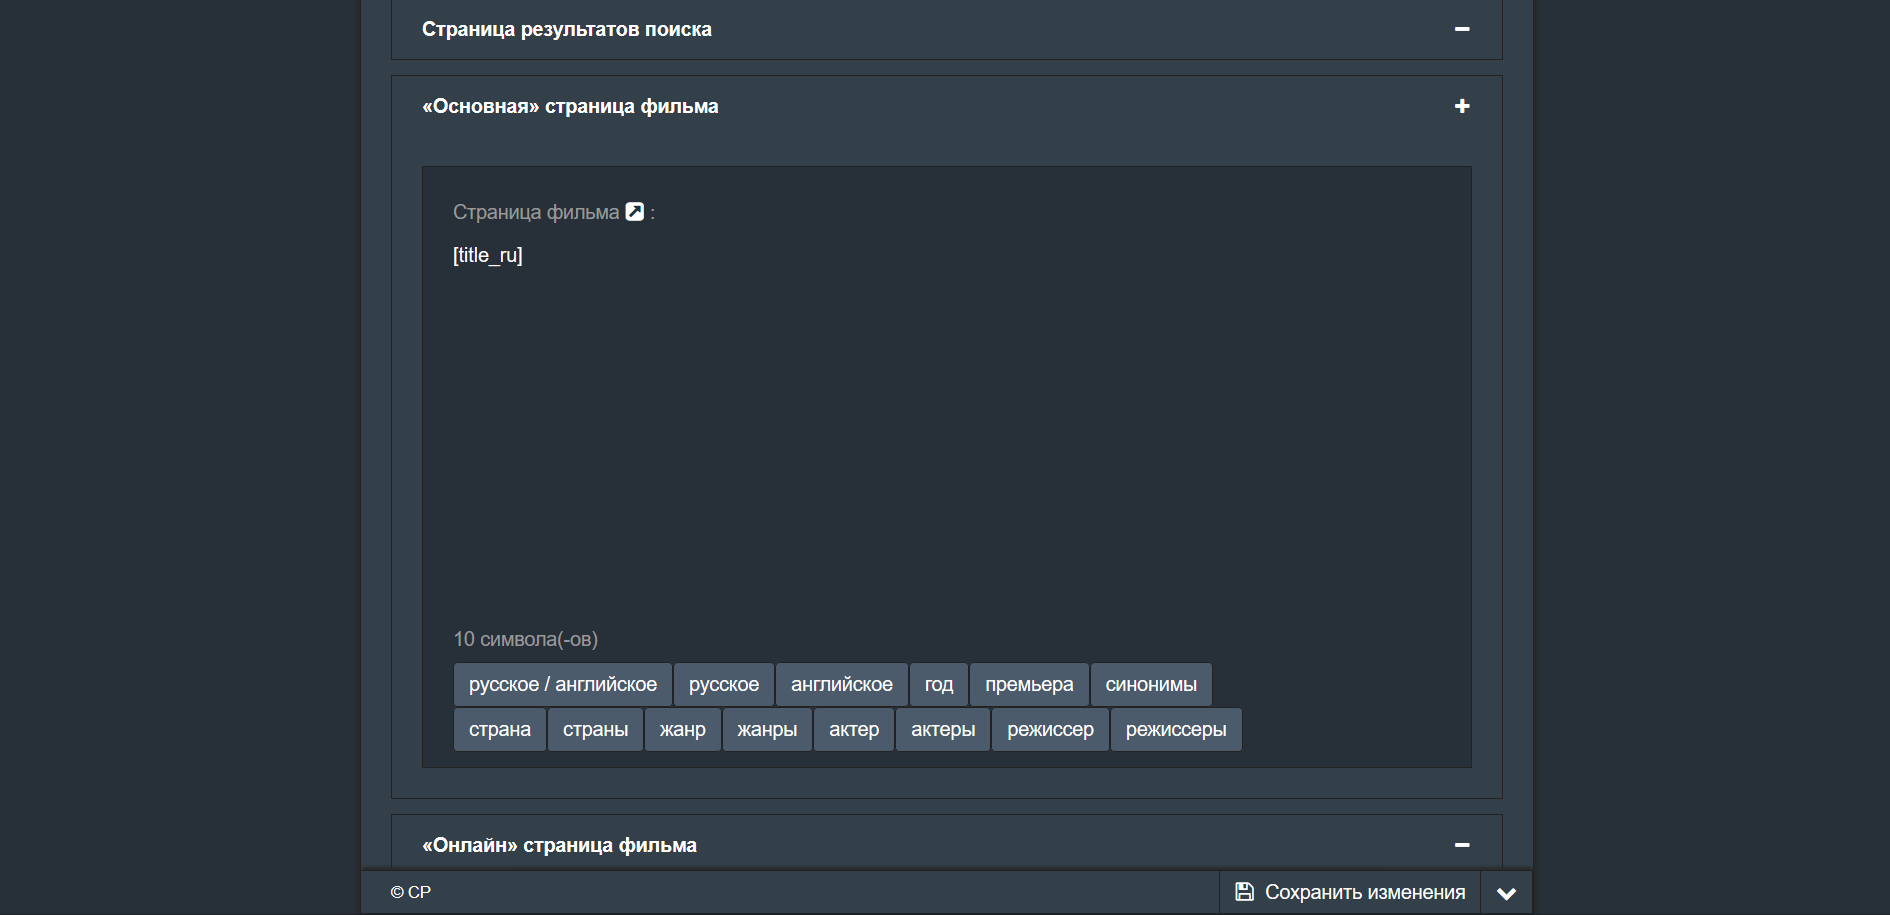 Страница результатов поиска
«Основная» страница фильма
Страница фильма :
[title_ru]
10 символа(-ов)
русское / английское русское английское год премьера синонимы
страна страны жанр жанры актер актеры режиссер режиссеры
«Онлайн» страница фильма
© CP Сохранить изменения